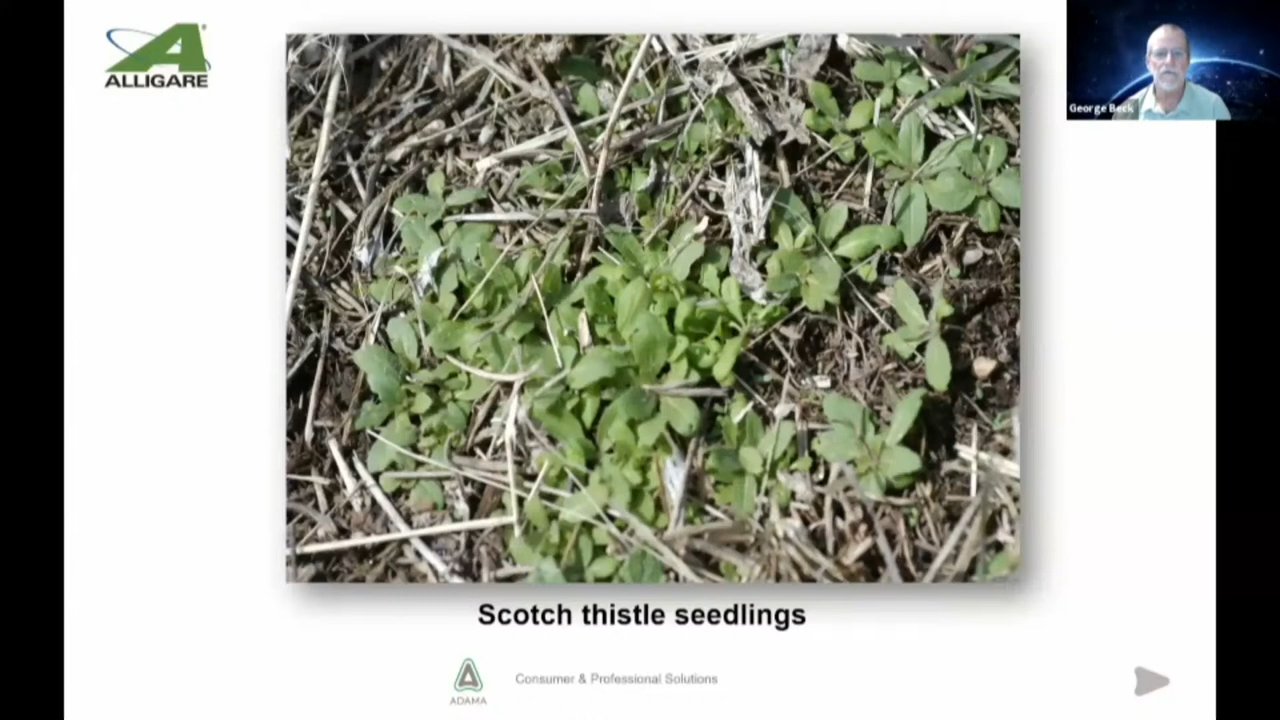 ALLIGARE
George Beck
Scotch thistle seedlings
Consumer & Professional Solutions
ADAMA